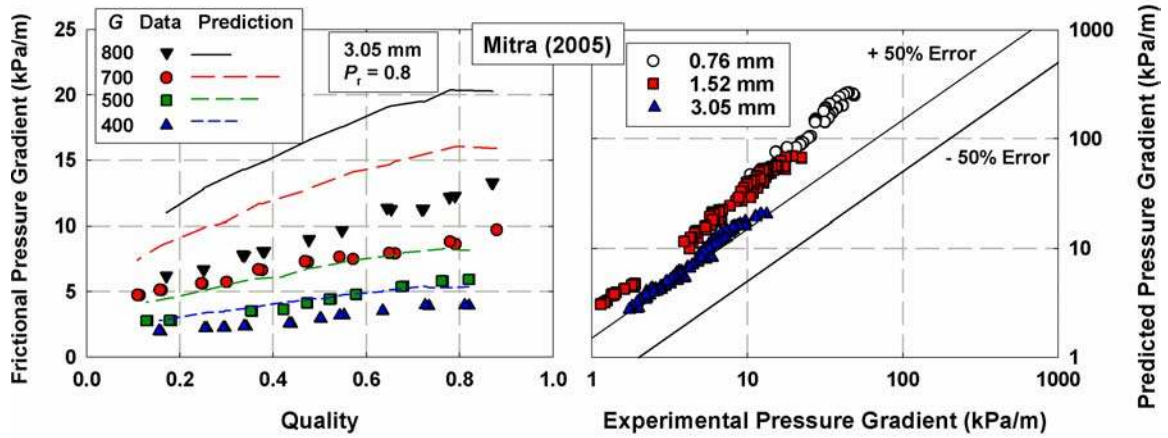 Mitra (2005)
G Data Prediction
800
700
500
400
3.05 mm
Pr = 0.8
Frictional Pressure Gradient (kPa/m)
25
20
15
10
5
0
0.0 0.2 0.4 0.6 0.8 1.0
Quality
0.76 mm
1.52 mm
3.05 mm
+ 50% Error
- 50% Error
1000
100
10
1
Predicted Pressure Gradient (kPa/m)
1 10 100 1000
Experimental Pressure Gradient (kPa/m)